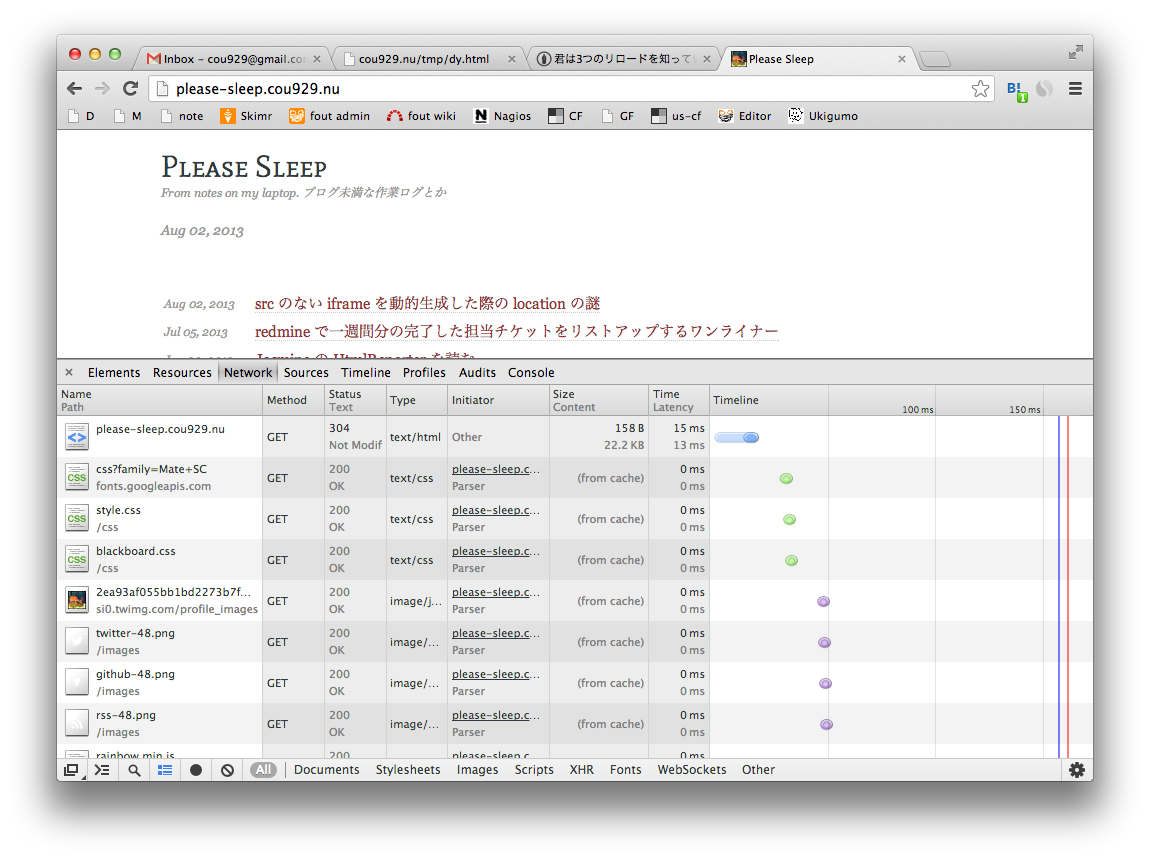 Inbox – cou929@gmail.co
cou929.nu/tmp/dy.html
君は3つのリロードを知って
Please Sleep
please-sleep.cou929.nu
B! 1
D M note Skimr fout admin fout wiki Nagios CF GF us-cf Editor Ukigumo
Please Sleep
From notes on my laptop. ブログ未満な作業ログとか
Aug 02, 2013
Aug 02, 2013 src のない iframe を動的生成した際の location の謎
Jul 05, 2013 redmine で一週間分の完了した担当チケットをリストアップするワンライナー
Jasmine の HtmlReporter を読む
× Elements Resources Network Sources Timeline Profiles Audits Console
Name Method Status Type Initiator Size Time Timeline
Path Text Content Latency 100 ms 150 ms
please-sleep.cou929.nu GET 304 text/html Other 158 B 15 ms
Not Modif 22.2 KB 13 ms
css?family=Mate+SC GET 200 text/css please-sleep.c... (from cache) 0 ms
fonts.googleapis.com OK Parser 0 ms
style.css GET 200 text/css please-sleep.c... (from cache) 0 ms
/css OK Parser 0 ms
blackboard.css GET 200 text/css please-sleep.c... (from cache) 0 ms
/css OK Parser 0 ms
2ea93af055bb1bd2273b7f... GET 200 image/j... please-sleep.c... (from cache) 0 ms
si0.twimg.com/profile_images OK Parser 0 ms
twitter-48.png GET 200 image/... please-sleep.c... (from cache) 0 ms
/images OK Parser 0 ms
github-48.png GET 200 image/... please-sleep.c... (from cache) 0 ms
/images OK Parser 0 ms
rss-48.png GET 200 image/... please-sleep.c... (from cache) 0 ms
/images OK Parser 0 ms
rainbow.min.js 200 please-sleep.c... 0 ms
All Documents Stylesheets Images Scripts XHR Fonts WebSockets Other